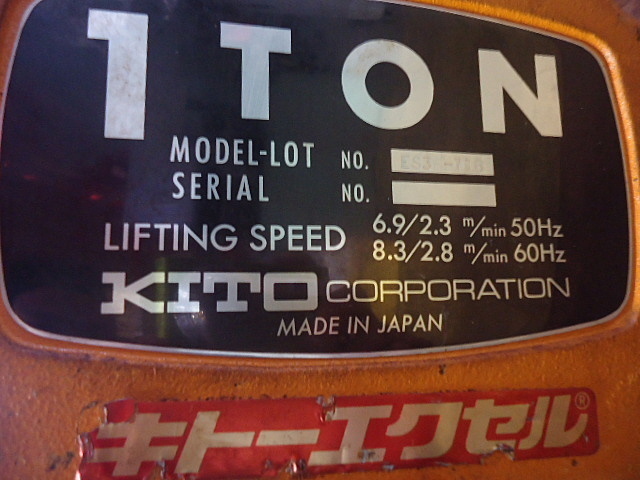 1 TON
MODEL-LOT NO.
SERIAL NO.
LIFTING SPEED 6.9/2.3 m/min 50Hz
8.3/2.8 m/min 60Hz
KITO CORPORATION
MADE IN JAPAN
キトーエクセル®